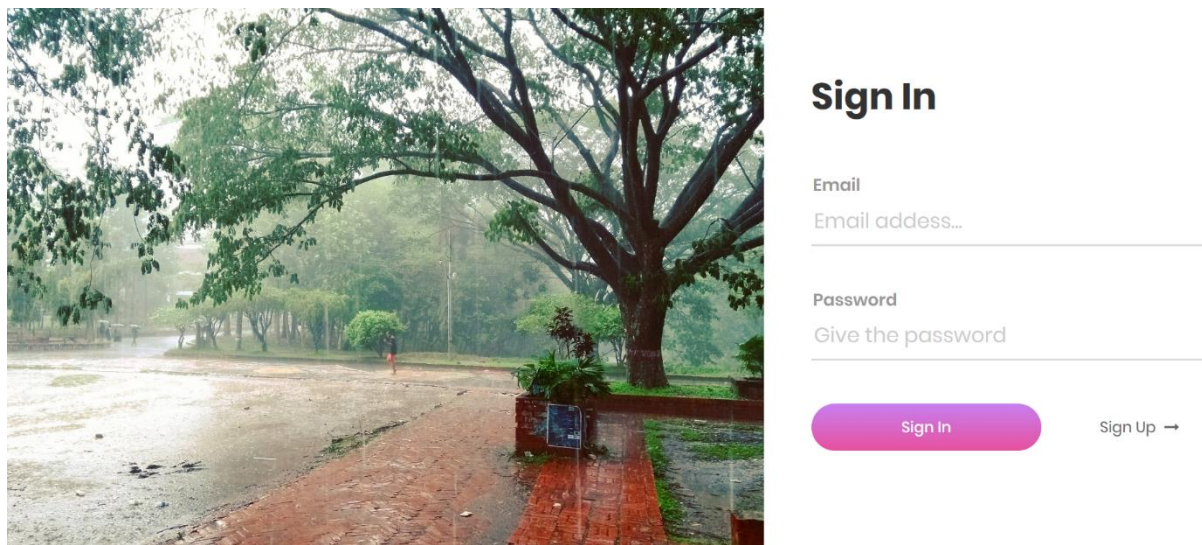 Sign In
Email
Email addess...
Password
Give the password
Sign In
Sign Up →